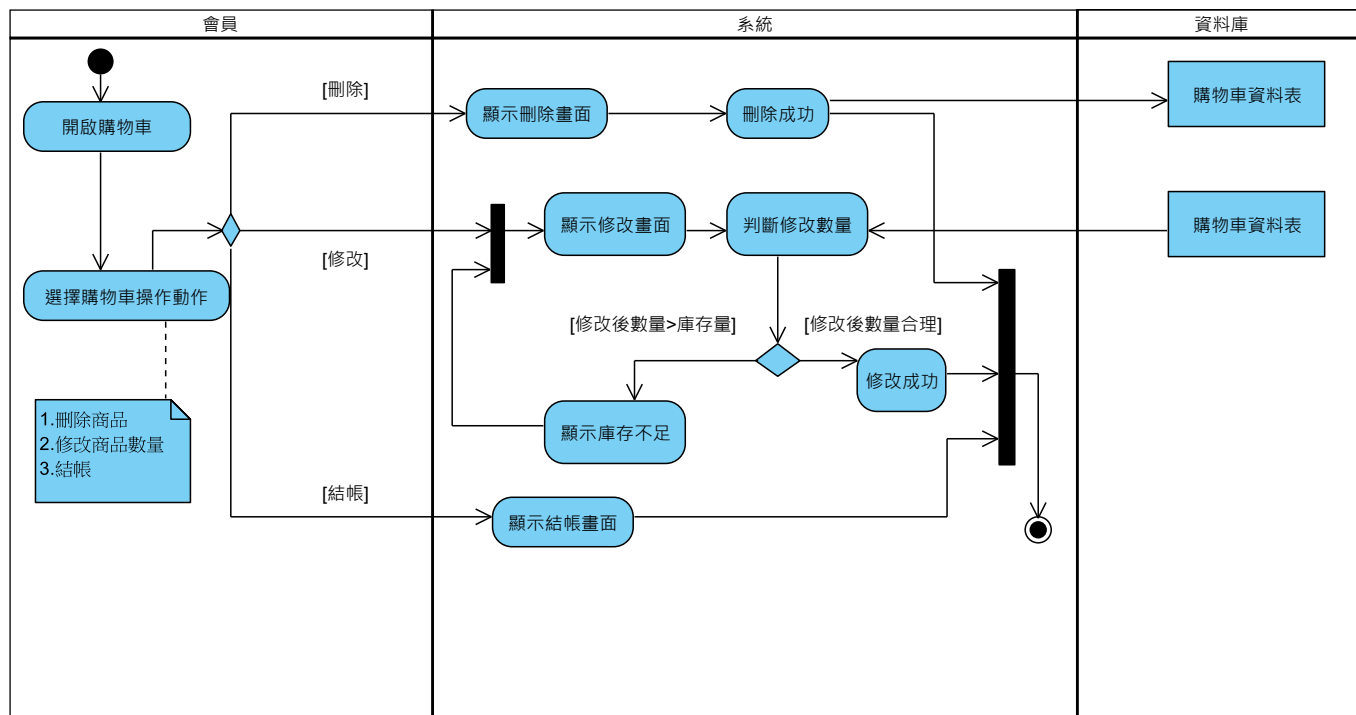 會員
系統
資料庫
[刪除]
顯示刪除畫面
刪除成功
購物車資料表
開啟購物車
[修改]
顯示修改畫面
判斷修改數量
購物車資料表
選擇購物車操作動作
[修改後數量>庫存量]
[修改後數量合理]
修改成功
顯示庫存不足
1.刪除商品
2.修改商品數量
3.結帳
[結帳]
顯示結帳畫面